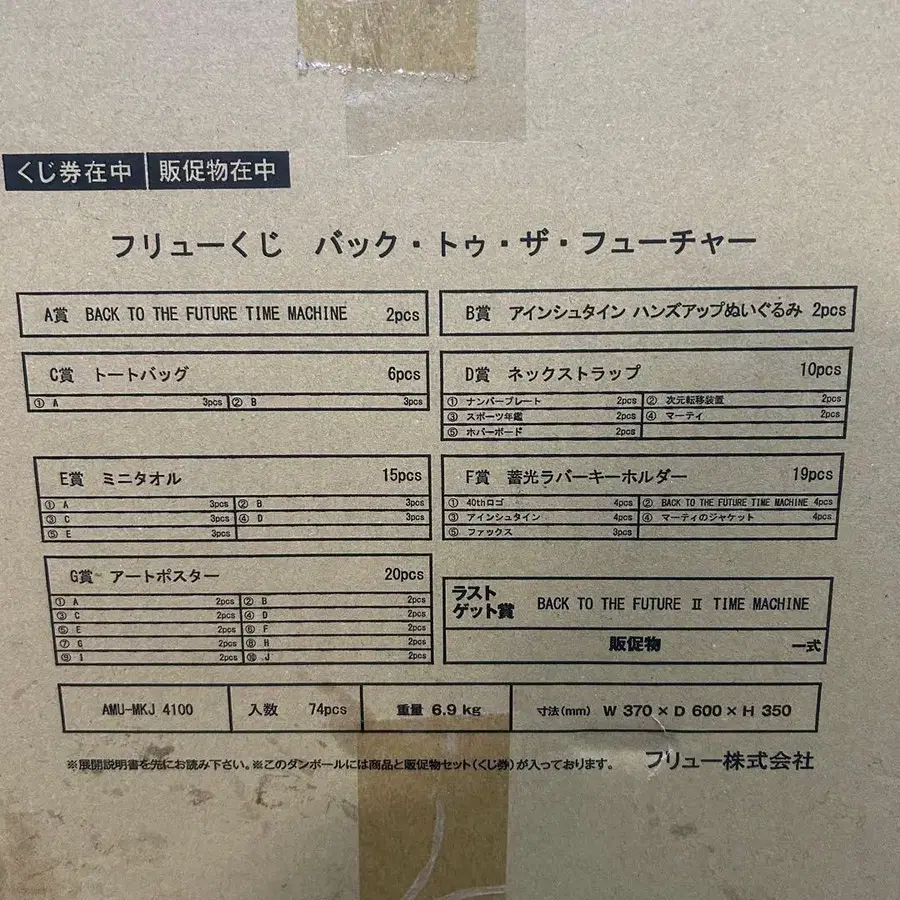 くじ券在中 販促物在中
フリューくじ バック・トゥ・ザ・フューチャー
A賞 BACK TO THE FUTURE TIME MACHINE 2pcs
B賞 アインシュタイン ハンズアップぬいぐるみ 2pcs
C賞 トートバッグ 6pcs
① A 3pcs ② B 3pcs
D賞 ネックストラップ 10pcs
① ナンバープレート 2pcs ② 次元転移装置 2pcs
③ スポーツ年鑑 2pcs ④ マーティ 2pcs
⑤ ホバーボード 2pcs
E賞 ミニタオル 15pcs
① A 3pcs ② B 3pcs
③ C 3pcs ④ D 3pcs
⑤ E 3pcs
F賞 蓄光ラバーキーホルダー 19pcs
① 40thロゴ 4pcs ② BACK TO THE FUTURE TIME MACHINE 4pcs
③ アインシュタイン 4pcs ④ マーティのジャケット 4pcs
⑤ ファックス 3pcs
G賞 アートポスター 20pcs
① A 2pcs ② B 2pcs
③ C 2pcs ④ D 2pcs
⑤ E 2pcs ⑥ F 2pcs
⑦ G 2pcs ⑧ H 2pcs
⑨ I 2pcs ⑩ J 2pcs
ラスト
ゲット賞 BACK TO THE FUTURE Ⅱ TIME MACHINE
販促物 一式
AMU-MKJ 4100 入数 74pcs 重量 6.9 kg 寸法(mm) W 370 × D 600 × H 350
※展開説明書を先にお読み下さい。※このダンボールには商品と販促物セット(くじ券)が入っております。 フリュー株式会社